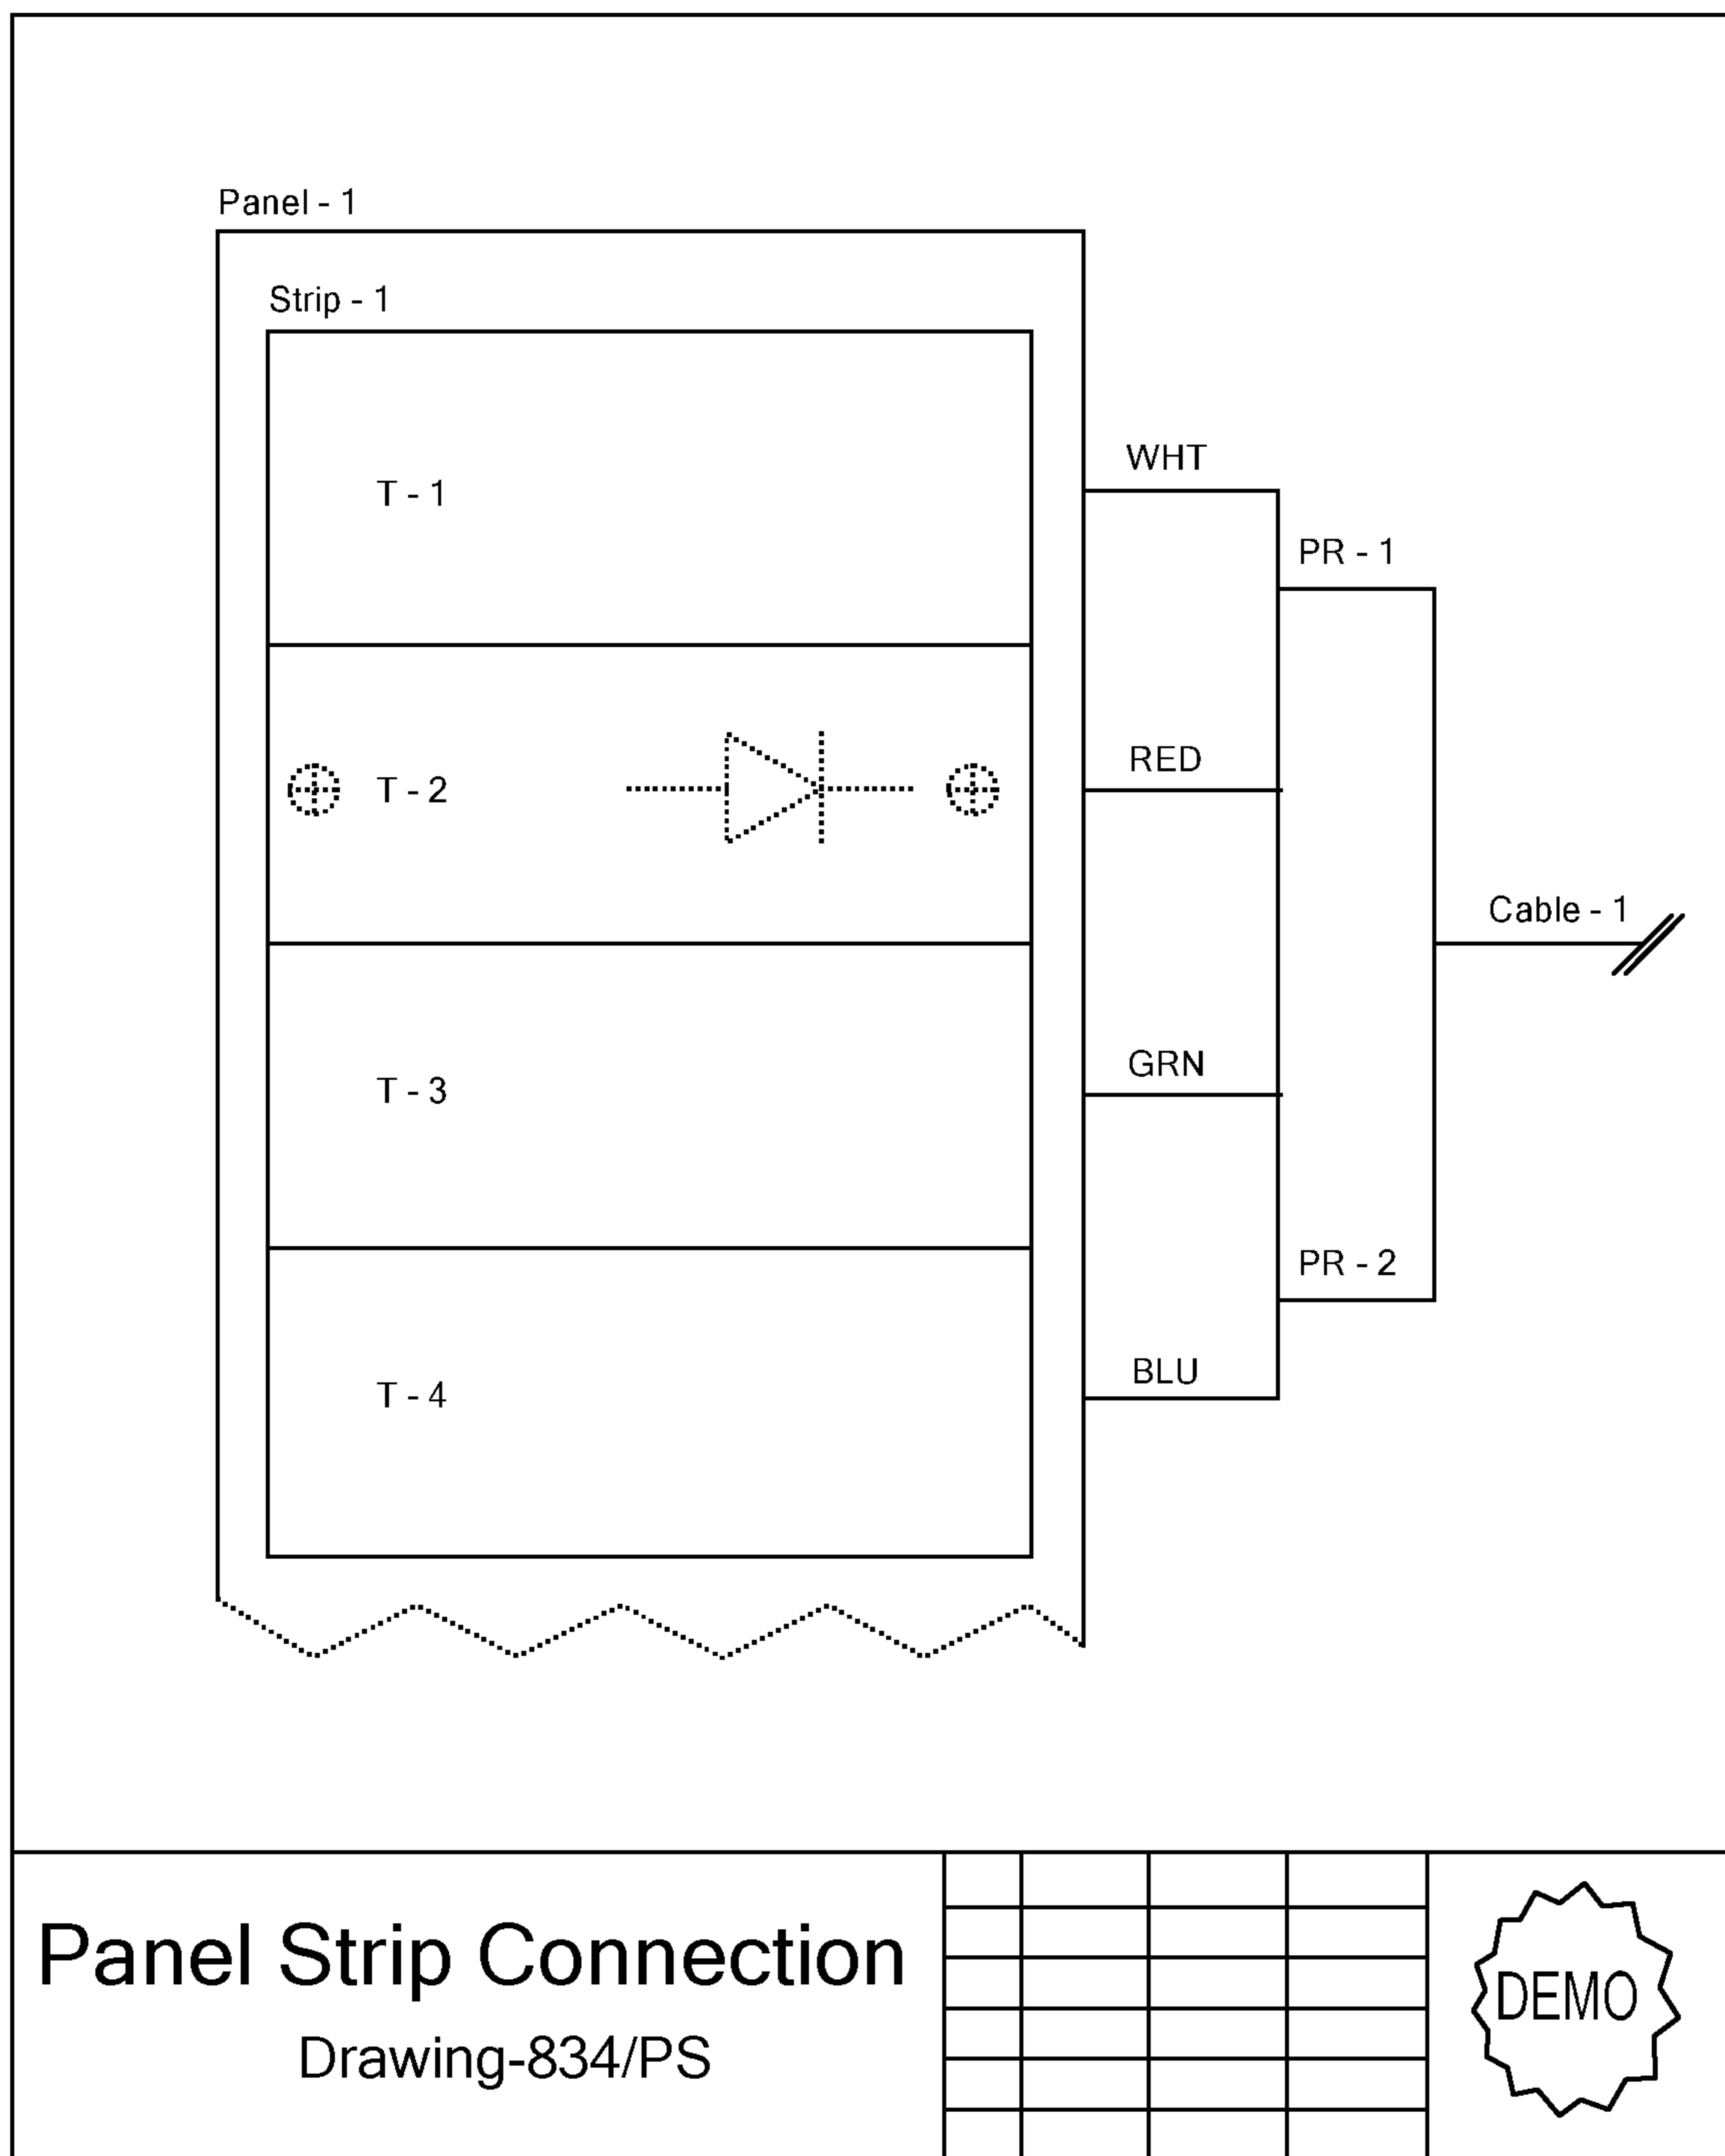 Panel - 1
Strip - 1
WHT
T - 1
PR - 1
RED
T - 2
Cable - 1
GRN
T - 3
PR - 2
BLU
T - 4
Panel Strip Connection
DEMO
Drawing-834/PS